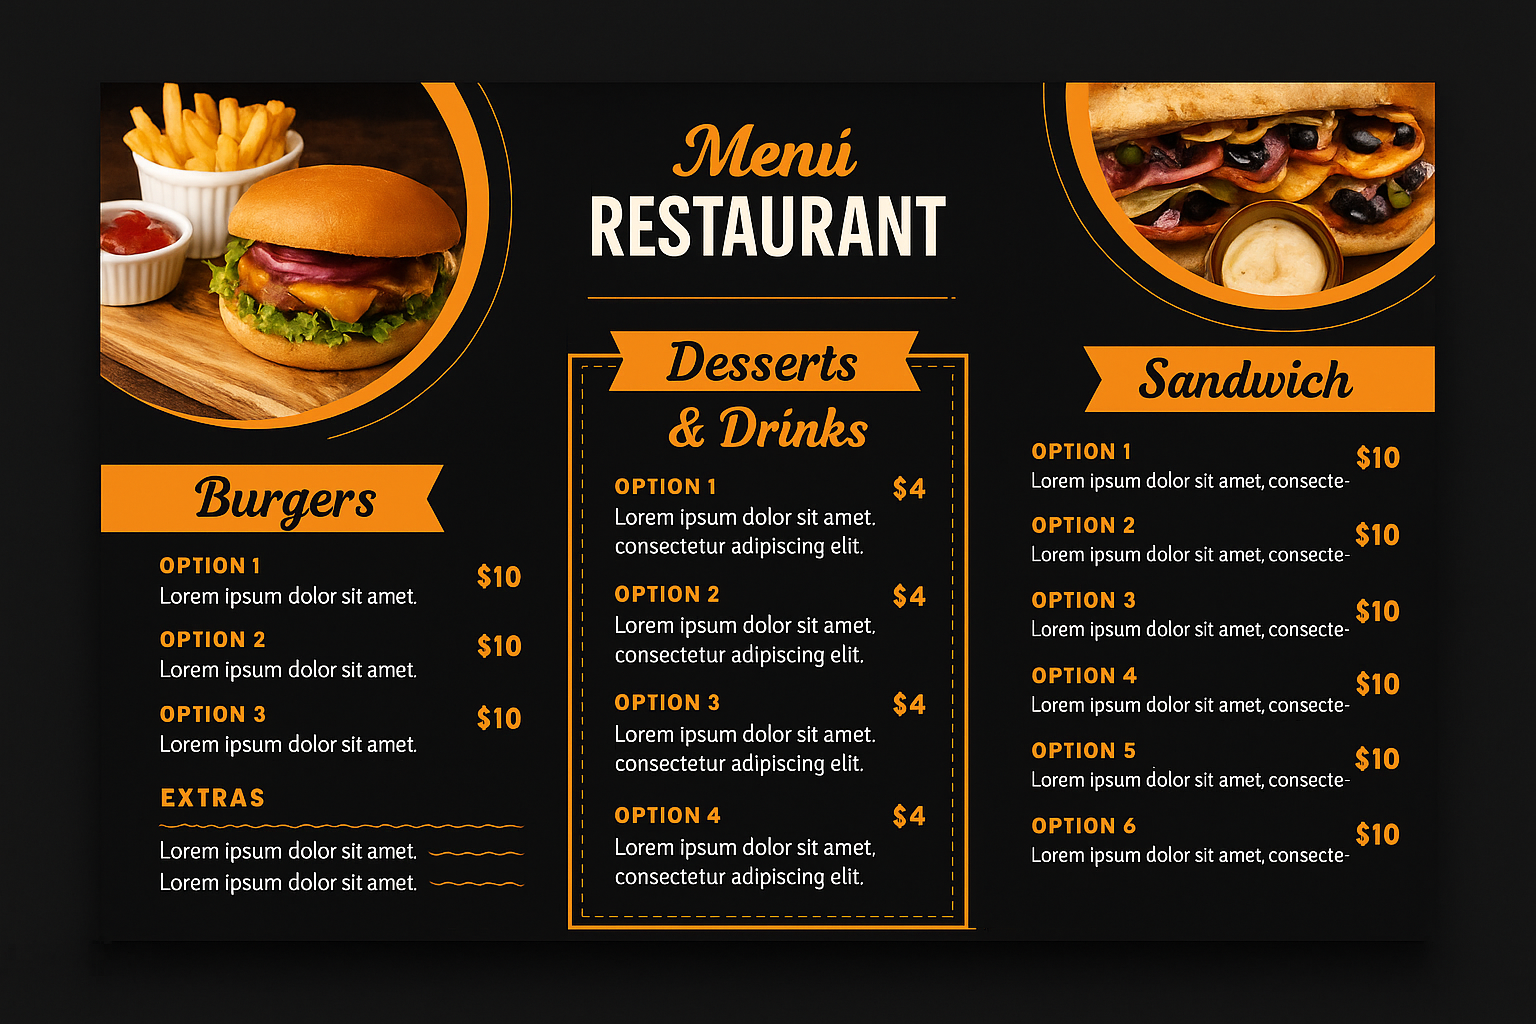 Menú
RESTAURANT
Burgers
OPTION 1
$10
Lorem ipsum dolor sit amet.
OPTION 2
$10
Lorem ipsum dolor sit amet.
OPTION 3
$10
Lorem ipsum dolor sit amet.
EXTRAS
Lorem ipsum dolor sit amet.
Lorem ipsum dolor sit amet.
Desserts
& Drinks
OPTION 1
$4
Lorem ipsum dolor sit amet.
consectetur adipiscing elit.
OPTION 2
$4
Lorem ipsum dolor sit amet,
consectetur adipiscing elit.
OPTION 3
$4
Lorem ipsum dolor sit amet.
consectetur adipiscing elit.
OPTION 4
$4
Lorem ipsum dolor sit amet,
consectetur adipiscing elit.
Sandwich
OPTION 1
$10
Lorem ipsum dolor sit amet, consecte-
OPTION 2
$10
Lorem ipsum dolor sit amet, consecte-
OPTION 3
$10
Lorem ipsum dolor sit amet, consecte-
OPTION 4
$10
Lorem ipsum dolor sit amet, consecte-
OPTION 5
$10
Lorem ipsum dolor sit amet, consecte-
OPTION 6
$10
Lorem ipsum dolor sit amet, consecte-